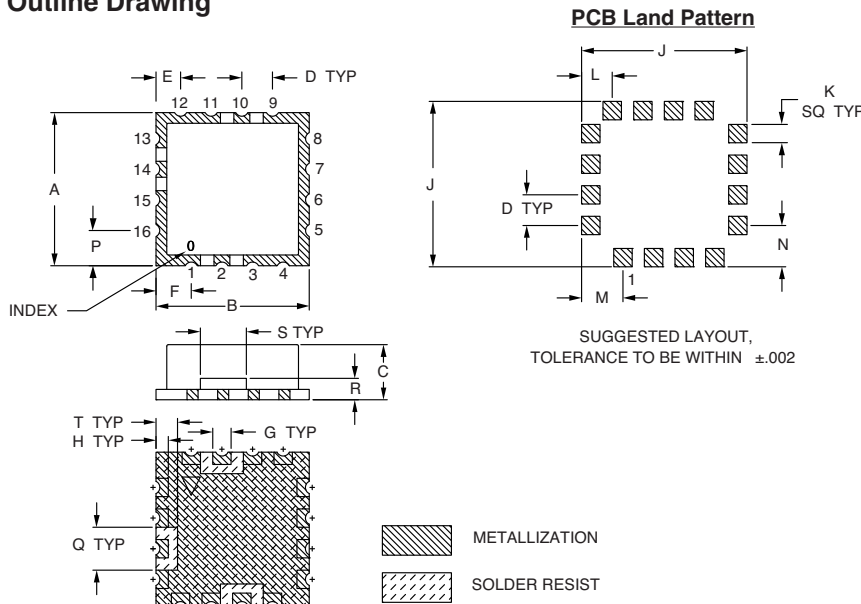 Outline Drawing
PCB Land Pattern
E
D TYP
12 11 10 9
13
14
15
16
8
7
6
5
A
P
0
1 2 3 4
INDEX
F
B
J
L
K
SQ TYP
J
D TYP
N
1
M
SUGGESTED LAYOUT,
TOLERANCE TO BE WITHIN ±.002
S TYP
C
R
T TYP
H TYP
G TYP
Q TYP
METALLIZATION
SOLDER RESIST